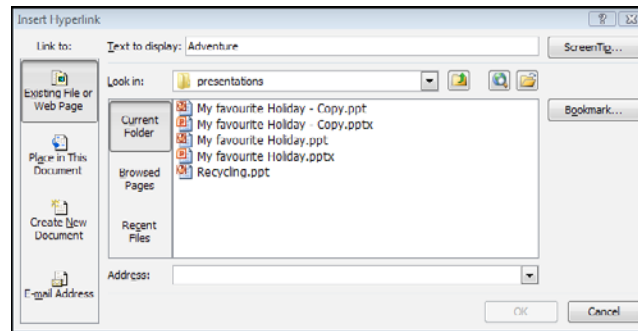 Insert Hyperlink
Link to:
Text to display: Adventure
ScreenTip...
Existing File or
Web Page
Look in: presentations
Bookmark...
Current
Folder
My favourite Holiday - Copy.ppt
My favourite Holiday - Copy.pptx
My favourite Holiday.ppt
My favourite Holiday.pptx
Recycling.ppt
Place in This
Document
Browsed
Pages
Create New
Document
Recent
Files
Address:
E-mail Address
OK
Cancel